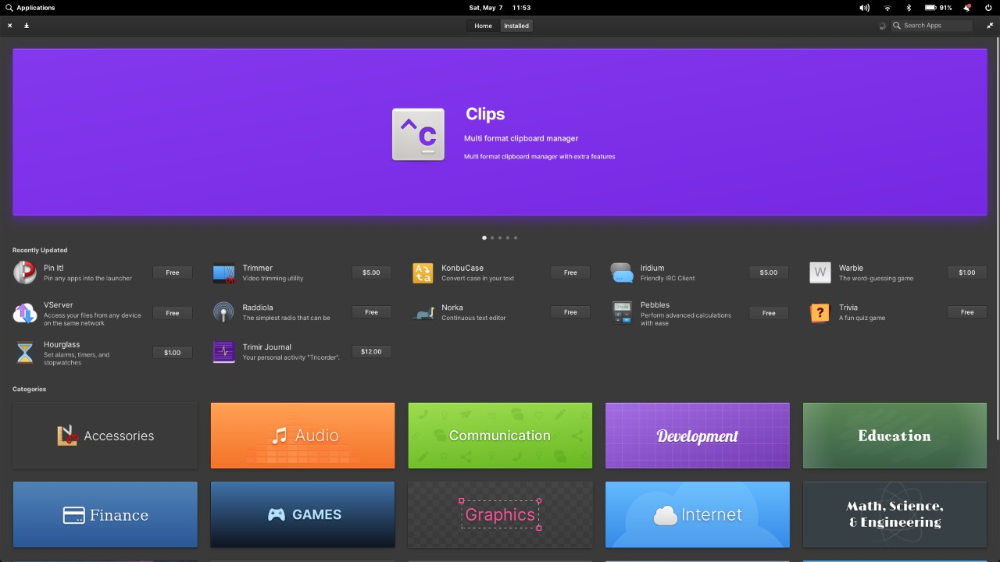 Applications
Sat, May 7 11:53
91%
Home
Installed
Search Apps
^c
Clips
Multi format clipboard manager
Multi format clipboard manager with extra features
Recently Updated
Pin It!
Pin any apps into the launcher
Free
Trimmer
Video trimming utility
$5.00
KonbuCase
Convert case in your text
Free
Iridium
Friendly IRC Client
$5.00
W
Warble
The word-guessing game
$1.00
VServer
Access your files from any device
on the same network
Free
Raddiola
The simplest radio that can be
Free
Norka
Continuous text editor
Free
Pebbles
Perform advanced calculations
with ease
Free
?
Trivia
A fun quiz game
Free
Hourglass
Set alarms, timers, and
stopwatches
$1.00
Trimir Journal
Your personal activity "Tricorder".
$12.00
Categories
Accessories
Audio
Communication
Development
Education
Finance
GAMES
Graphics
Internet
Math, Science,
& Engineering